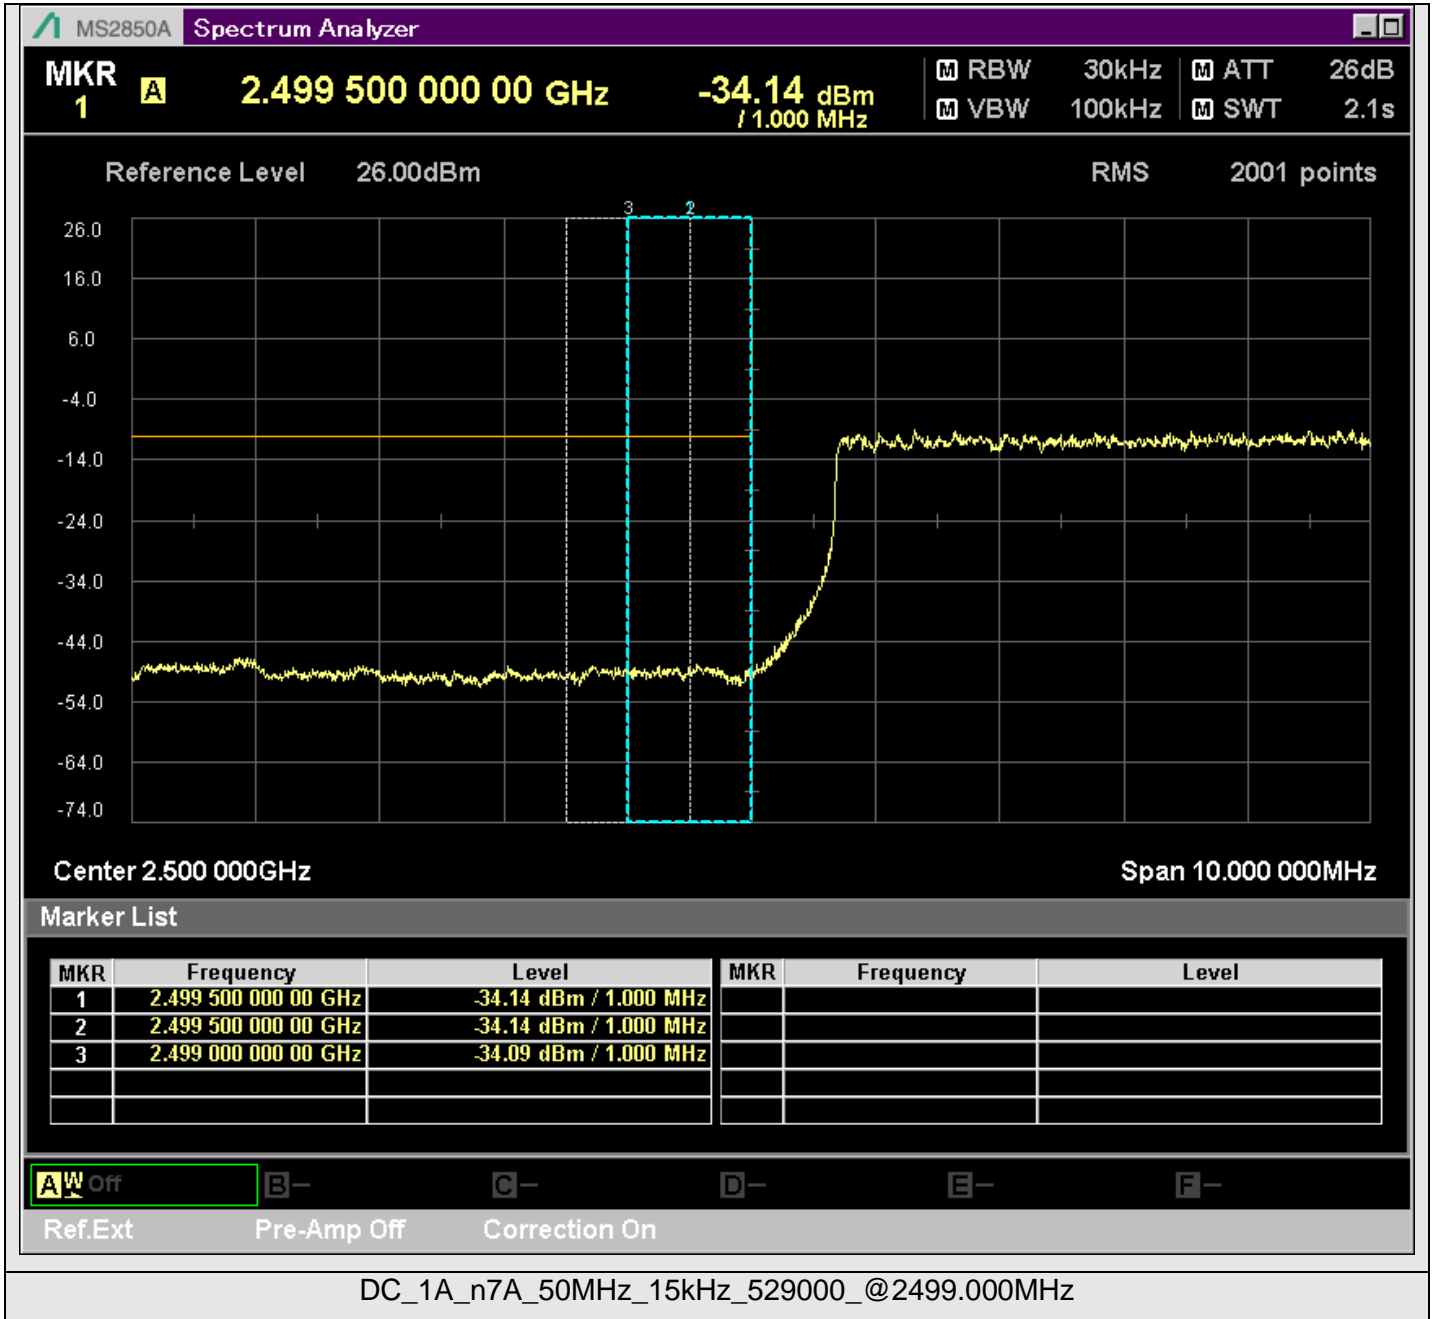 MS2850A Spectrum Analyzer
MKR 1 A 2.499 500 000 00 GHz -34.14 dBm / 1.000 MHz
M RBW 30kHz M ATT 26dB
M VBW 100kHz M SWT 2.1s
Reference Level 26.00dBm RMS 2001 points
3 2
26.0
16.0
6.0
-4.0
-14.0
-24.0
-34.0
-44.0
-54.0
-64.0
-74.0
Center 2.500 000GHz Span 10.000 000MHz
Marker List
MKR Frequency Level MKR Frequency Level
1 2.499 500 000 00 GHz -34.14 dBm / 1.000 MHz
2 2.499 500 000 00 GHz -34.14 dBm / 1.000 MHz
3 2.499 000 000 00 GHz -34.09 dBm / 1.000 MHz
A W Off B- C- D- E- F-
Ref.Ext Pre-Amp Off Correction On
DC_1A_n7A_50MHz_15kHz_529000_@2499.000MHz